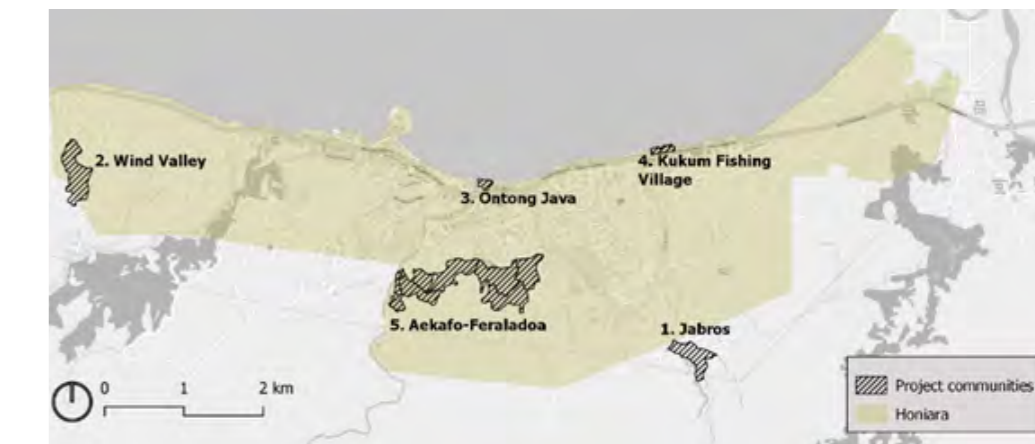 2. Wind Valley
4. Kukum Fishing
Village
3. Ontong Java
5. Aekafo-Feraladoa
1. Jabros
0 1 2 km
Project communities
Honiara